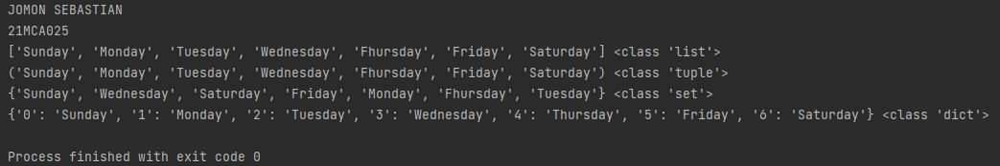 JOMON SEBASTIAN
21MCA025
['Sunday', 'Monday', 'Tuesday', 'Wednesday', 'Fhursday', 'Friday', 'Saturday'] <class 'list'>
('Sunday', 'Monday', 'Tuesday', 'Wednesday', 'Fhursday', 'Friday', 'Saturday') <class 'tuple'>
{'Sunday', 'Wednesday', 'Saturday', 'Friday', 'Monday', 'Fhursday', 'Tuesday'} <class 'set'>
{'0': 'Sunday', '1': 'Monday', '2': 'Tuesday', '3': 'Wednesday', '4': 'Thursday', '5': 'Friday', '6': 'Saturday'} <class 'dict'>
Process finished with exit code 0